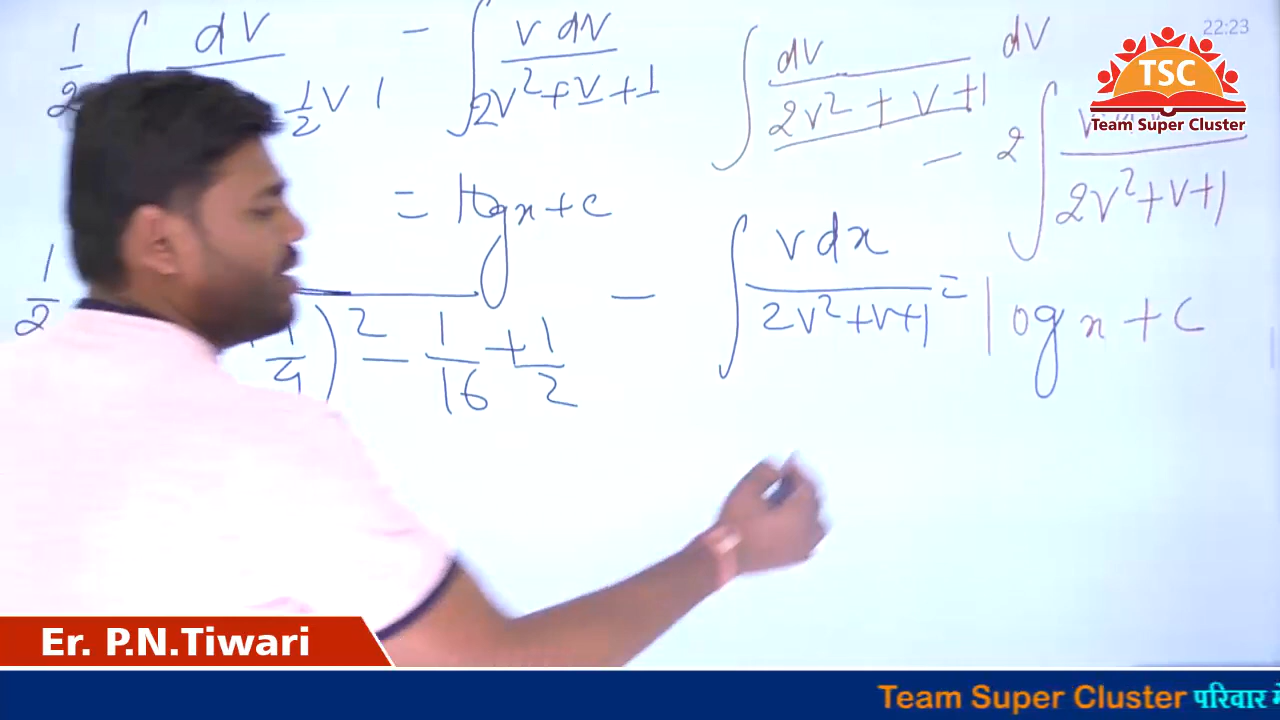 22:23
TSC
Team Super Cluster
1/2 ∫ dv/ 1/2 v 1 − ∫ v dv/2v² + v + 1
∫ dv/2v² + v + 1 dv
− 2 ∫ /2v² + v + 1
= log x + c
1/2 1/4 )² − 1/16 + 1/2 − ∫ v dx/2v² + v + 1 = log x + c
Er. P.N.Tiwari
Team Super Cluster परिवार में